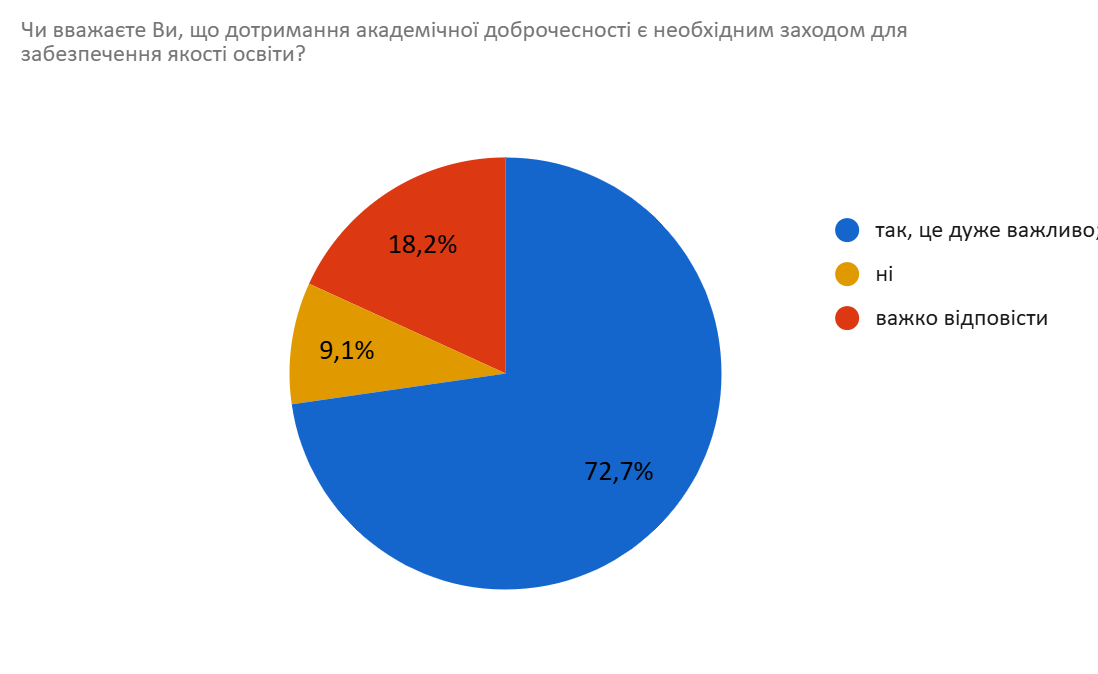 Чи вважаєте Ви, що дотримання академічної доброчесності є необхідним заходом для
забезпечення якості освіти?
18,2%
9,1%
72,7%
так, це дуже важливо;
ні
важко відповісти